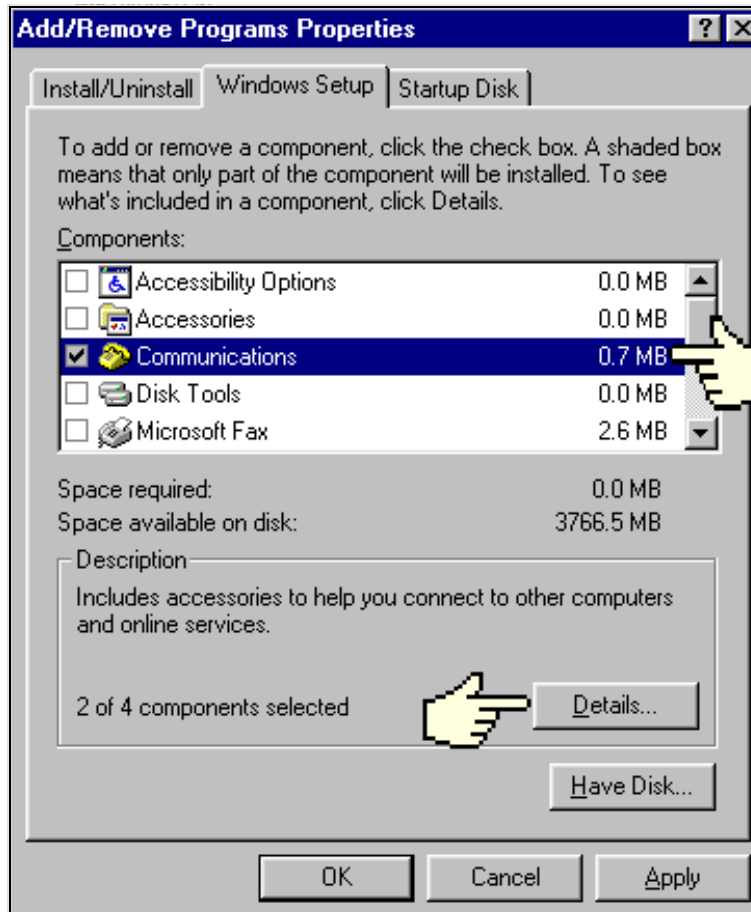 Add/Remove Programs Properties
Install/Uninstall Windows Setup Startup Disk
To add or remove a component, click the check box. A shaded box
means that only part of the component will be installed. To see
what's included in a component, click Details.
Components:
Accessibility Options 0.0 MB
Accessories 0.0 MB
Communications 0.7 MB
Disk Tools 0.0 MB
Microsoft Fax 2.6 MB
Space required: 0.0 MB
Space available on disk: 3766.5 MB
Description
Includes accessories to help you connect to other computers
and online services.
2 of 4 components selected Details...
Have Disk...
OK Cancel Apply